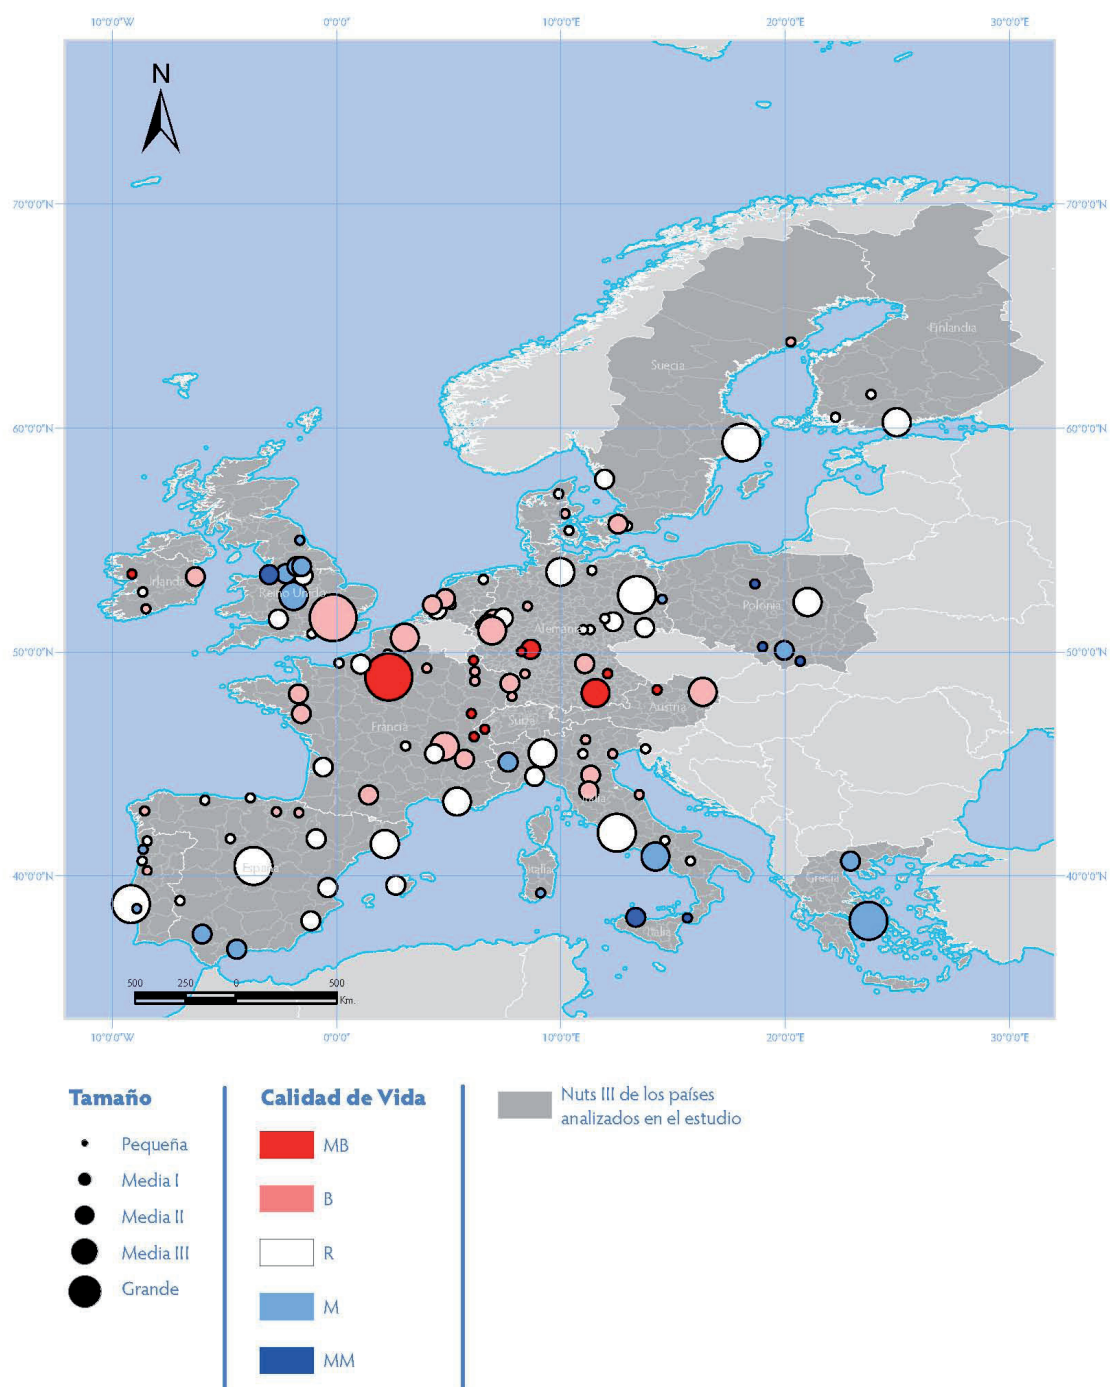 10°0'0"W 0°0'0" 10°0'0"E 20°0'0"E 30°0'0"E
N
70°0'0"N 70°0'0"N
Finlandia
Suecia
60°0'0"N 60°0'0"N
Irlanda
Reino Unido
Polonia
Alemania
50°0'0"N 50°0'0"N
Austria
Francia
Suiza
Italia
España
Italia
Grecia
40°0'0"N 40°0'0"N
Italia
500 250 0 500
Km.
10°0'0"W 0°0'0" 10°0'0"E 20°0'0"E 30°0'0"E
Tamaño
Pequeña
Media I
Media II
Media III
Grande
Calidad de Vida
MB
B
R
M
MM
Nuts III de los países
analizados en el estudio